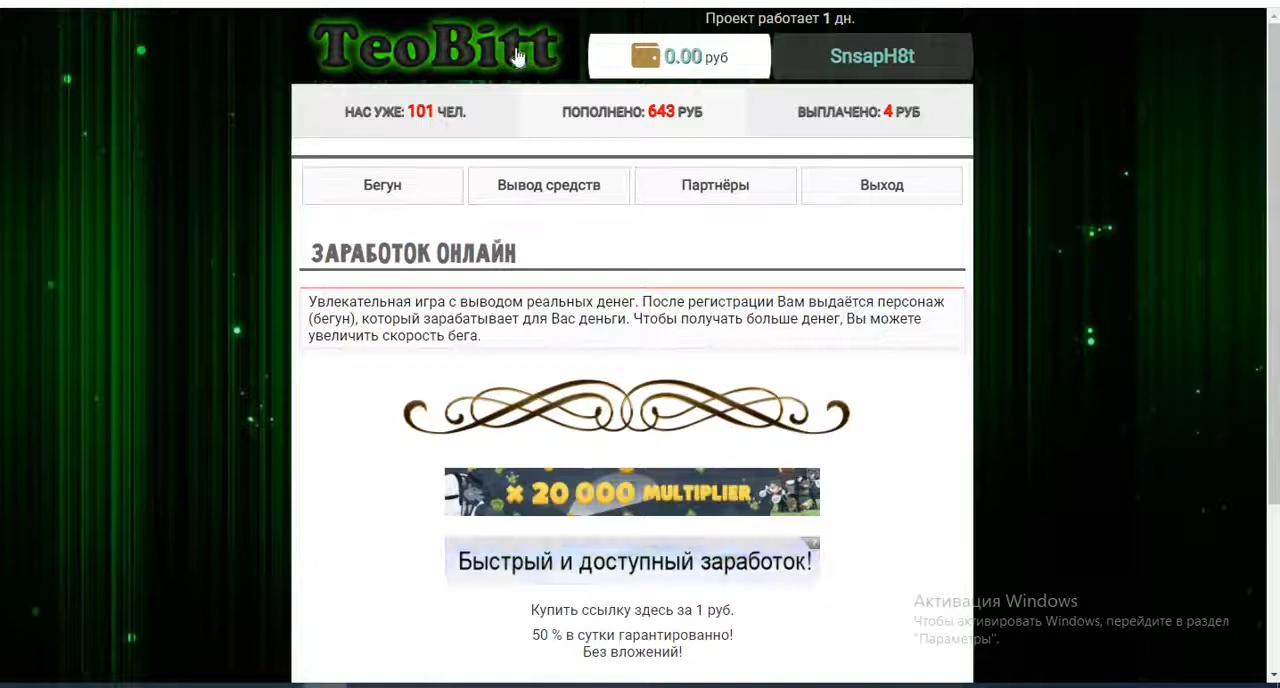 Проект работает 1 дн.
TeoBitt
0.00 руб
SnsapH8t
НАС УЖЕ: 101 ЧЕЛ.
ПОПОЛНЕНО: 643 РУБ
ВЫПЛАЧЕНО: 4 РУБ
Бегун
Вывод средств
Партнёры
Выход
ЗАРАБОТОК ОНЛАЙН
Увлекательная игра с выводом реальных денег. После регистрации Вам выдаётся персонаж
(бегун), который зарабатывает для Вас деньги. Чтобы получать больше денег, Вы можете
увеличить скорость бега.
× 20 000 MULTIPLIER
Быстрый и доступный заработок!
Купить ссылку здесь за 1 руб.
50 % в сутки гарантированно!
Без вложений!
Активация Windows
Чтобы активировать Windows, перейдите в раздел
"Параметры".